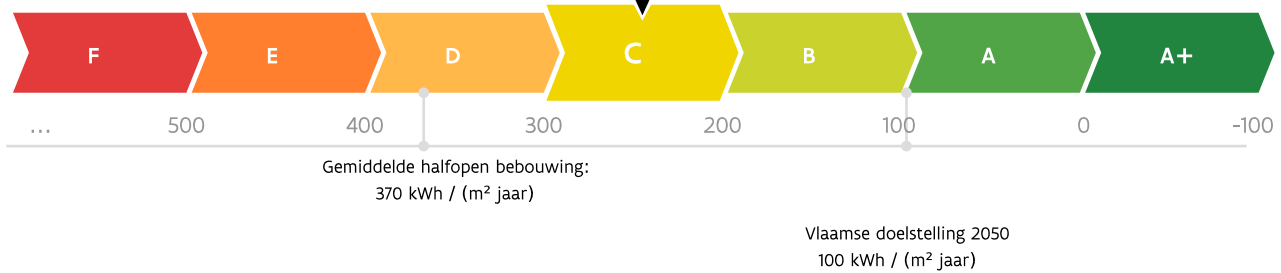 F E D C B A A+
... 500 400 300 200 100 0 -100
Gemiddelde halfopen bebouwing:
370 kWh / (m² jaar)
Vlaamse doelstelling 2050
100 kWh / (m² jaar)